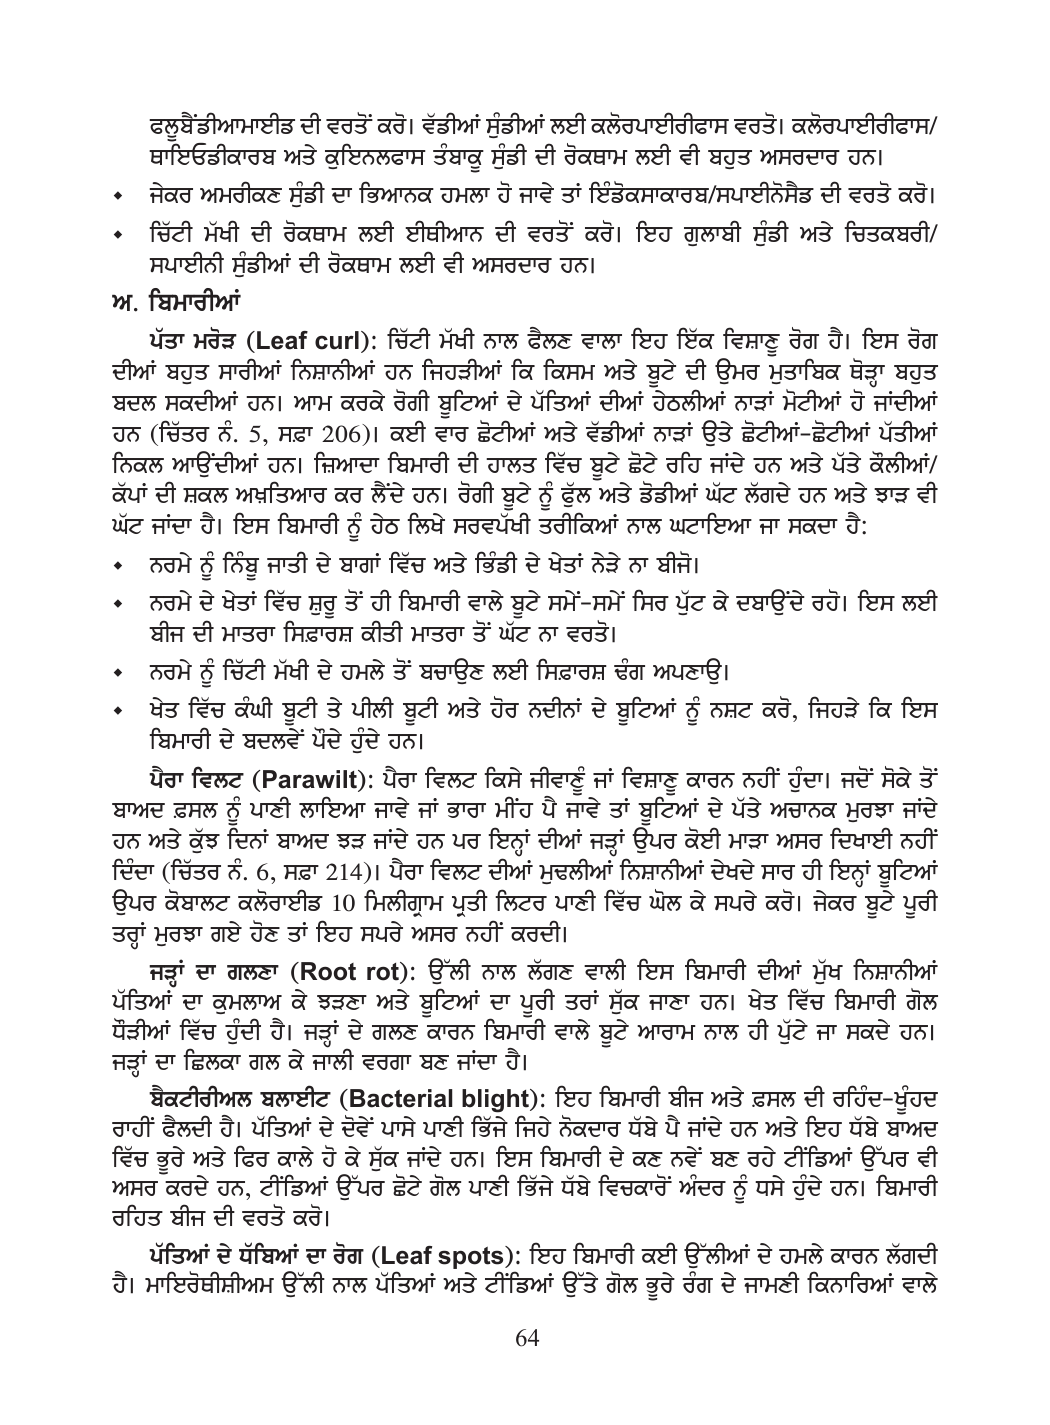 ਫਲੂਬੈਂਡੀਆਮਾਈਡ ਦੀ ਵਰਤੋਂ ਕਰੋ। ਵੱਡੀਆਂ ਸੁੰਡੀਆਂ ਲਈ ਕਲੋਰਪਾਈਰੀਫਾਸ ਵਰਤੋ। ਕਲੋਰਪਾਈਰੀਫਾਸ/
ਥਾਇਓਡੀਕਾਰਬ ਅਤੇ ਕੁਇਨਲਫਾਸ ਤੰਬਾਕੂ ਸੁੰਡੀ ਦੀ ਰੋਕਥਾਮ ਲਈ ਵੀ ਬਹੁਤ ਅਸਰਦਾਰ ਹਨ।
⬩ ਜੇਕਰ ਅਮਰੀਕਣ ਸੁੰਡੀ ਦਾ ਭਿਆਨਕ ਹਮਲਾ ਹੋ ਜਾਵੇ ਤਾਂ ਇੰਡੋਕਸਾਕਾਰਬ/ਸਪਾਈਨੋਸੈਡ ਦੀ ਵਰਤੋ ਕਰੋ।
⬩ ਚਿੱਟੀ ਮੱਖੀ ਦੀ ਰੋਕਥਾਮ ਲਈ ਈਥੀਆਨ ਦੀ ਵਰਤੋਂ ਕਰੋ। ਇਹ ਗੁਲਾਬੀ ਸੁੰਡੀ ਅਤੇ ਚਿਤਕਬਰੀ/
ਸਪਾਈਨੀ ਸੁੰਡੀਆਂ ਦੀ ਰੋਕਥਾਮ ਲਈ ਵੀ ਅਸਰਦਾਰ ਹਨ।
ਅ. ਬਿਮਾਰੀਆਂ
ਪੱਤਾ ਮਰੋੜ (Leaf curl): ਚਿੱਟੀ ਮੱਖੀ ਨਾਲ ਫੈਲਣ ਵਾਲਾ ਇਹ ਇੱਕ ਵਿਸ਼ਾਣੂ ਰੋਗ ਹੈ। ਇਸ ਰੋਗ
ਦੀਆਂ ਬਹੁਤ ਸਾਰੀਆਂ ਨਿਸ਼ਾਨੀਆਂ ਹਨ ਜਿਹੜੀਆਂ ਕਿ ਕਿਸਮ ਅਤੇ ਬੂਟੇ ਦੀ ਉਮਰ ਮੁਤਾਬਿਕ ਥੋੜ੍ਹਾ ਬਹੁਤ
ਬਦਲ ਸਕਦੀਆਂ ਹਨ। ਆਮ ਕਰਕੇ ਰੋਗੀ ਬੂਟਿਆਂ ਦੇ ਪੱਤਿਆਂ ਦੀਆਂ ਹੇਠਲੀਆਂ ਨਾੜਾਂ ਮੋਟੀਆਂ ਹੋ ਜਾਂਦੀਆਂ
ਹਨ (ਚਿੱਤਰ ਨੰ. 5, ਸਫ਼ਾ 206)। ਕਈ ਵਾਰ ਛੋਟੀਆਂ ਅਤੇ ਵੱਡੀਆਂ ਨਾੜਾਂ ਉਤੇ ਛੋਟੀਆਂ-ਛੋਟੀਆਂ ਪੱਤੀਆਂ
ਨਿਕਲ ਆਉਂਦੀਆਂ ਹਨ। ਜ਼ਿਆਦਾ ਬਿਮਾਰੀ ਦੀ ਹਾਲਤ ਵਿੱਚ ਬੂਟੇ ਛੋਟੇ ਰਹਿ ਜਾਂਦੇ ਹਨ ਅਤੇ ਪੱਤੇ ਕੌਲੀਆਂ/
ਕੱਪਾਂ ਦੀ ਸ਼ਕਲ ਅਖ਼ਤਿਆਰ ਕਰ ਲੈਂਦੇ ਹਨ। ਰੋਗੀ ਬੂਟੇ ਨੂੰ ਫੁੱਲ ਅਤੇ ਡੋਡੀਆਂ ਘੱਟ ਲੱਗਦੇ ਹਨ ਅਤੇ ਝਾੜ ਵੀ
ਘੱਟ ਜਾਂਦਾ ਹੈ। ਇਸ ਬਿਮਾਰੀ ਨੂੰ ਹੇਠ ਲਿਖੇ ਸਰਵਪੱਖੀ ਤਰੀਕਿਆਂ ਨਾਲ ਘਟਾਇਆ ਜਾ ਸਕਦਾ ਹੈ:
⬩ ਨਰਮੇ ਨੂੰ ਨਿੰਬੂ ਜਾਤੀ ਦੇ ਬਾਗਾਂ ਵਿੱਚ ਅਤੇ ਭਿੰਡੀ ਦੇ ਖੇਤਾਂ ਨੇੜੇ ਨਾ ਬੀਜੋ।
⬩ ਨਰਮੇ ਦੇ ਖੇਤਾਂ ਵਿੱਚ ਸ਼ੁਰੂ ਤੋਂ ਹੀ ਬਿਮਾਰੀ ਵਾਲੇ ਬੂਟੇ ਸਮੇਂ-ਸਮੇਂ ਸਿਰ ਪੁੱਟ ਕੇ ਦਬਾਉਂਦੇ ਰਹੋ। ਇਸ ਲਈ
ਬੀਜ ਦੀ ਮਾਤਰਾ ਸਿਫ਼ਾਰਸ਼ ਕੀਤੀ ਮਾਤਰਾ ਤੋਂ ਘੱਟ ਨਾ ਵਰਤੋ।
⬩ ਨਰਮੇ ਨੂੰ ਚਿੱਟੀ ਮੱਖੀ ਦੇ ਹਮਲੇ ਤੋਂ ਬਚਾਉਣ ਲਈ ਸਿਫ਼ਾਰਸ਼ ਢੰਗ ਅਪਣਾਉ।
⬩ ਖੇਤ ਵਿੱਚ ਕੰਘੀ ਬੂਟੀ ਤੇ ਪੀਲੀ ਬੂਟੀ ਅਤੇ ਹੋਰ ਨਦੀਨਾਂ ਦੇ ਬੂਟਿਆਂ ਨੂੰ ਨਸ਼ਟ ਕਰੋ, ਜਿਹੜੇ ਕਿ ਇਸ
ਬਿਮਾਰੀ ਦੇ ਬਦਲਵੇਂ ਪੌਦੇ ਹੁੰਦੇ ਹਨ।
ਪੈਰਾ ਵਿਲਟ (Parawilt): ਪੈਰਾ ਵਿਲਟ ਕਿਸੇ ਜੀਵਾਣੂੰ ਜਾਂ ਵਿਸ਼ਾਣੂ ਕਾਰਨ ਨਹੀਂ ਹੁੰਦਾ। ਜਦੋਂ ਸੋਕੇ ਤੋਂ
ਬਾਅਦ ਫ਼ਸਲ ਨੂੰ ਪਾਣੀ ਲਾਇਆ ਜਾਵੇ ਜਾਂ ਭਾਰਾ ਮੀਂਹ ਪੈ ਜਾਵੇ ਤਾਂ ਬੂਟਿਆਂ ਦੇ ਪੱਤੇ ਅਚਾਨਕ ਮੁਰਝਾ ਜਾਂਦੇ
ਹਨ ਅਤੇ ਕੁੱਝ ਦਿਨਾਂ ਬਾਅਦ ਝੜ ਜਾਂਦੇ ਹਨ ਪਰ ਇਨ੍ਹਾਂ ਦੀਆਂ ਜੜ੍ਹਾਂ ਉਪਰ ਕੋਈ ਮਾੜਾ ਅਸਰ ਦਿਖਾਈ ਨਹੀਂ
ਦਿੰਦਾ (ਚਿੱਤਰ ਨੰ. 6, ਸਫ਼ਾ 214)। ਪੈਰਾ ਵਿਲਟ ਦੀਆਂ ਮੁਢਲੀਆਂ ਨਿਸ਼ਾਨੀਆਂ ਦੇਖਦੇ ਸਾਰ ਹੀ ਇਨ੍ਹਾਂ ਬੂਟਿਆਂ
ਉਪਰ ਕੋਬਾਲਟ ਕਲੋਰਾਈਡ 10 ਮਿਲੀਗ੍ਰਾਮ ਪ੍ਰਤੀ ਲਿਟਰ ਪਾਣੀ ਵਿੱਚ ਘੋਲ ਕੇ ਸਪਰੇ ਕਰੋ। ਜੇਕਰ ਬੂਟੇ ਪੂਰੀ
ਤਰ੍ਹਾਂ ਮੁਰਝਾ ਗਏ ਹੋਣ ਤਾਂ ਇਹ ਸਪਰੇ ਅਸਰ ਨਹੀਂ ਕਰਦੀ।
ਜੜ੍ਹਾਂ ਦਾ ਗਲਣਾ (Root rot): ਉੱਲੀ ਨਾਲ ਲੱਗਣ ਵਾਲੀ ਇਸ ਬਿਮਾਰੀ ਦੀਆਂ ਮੁੱਖ ਨਿਸ਼ਾਨੀਆਂ
ਪੱਤਿਆਂ ਦਾ ਕੁਮਲਾਅ ਕੇ ਝੜਣਾ ਅਤੇ ਬੂਟਿਆਂ ਦਾ ਪੂਰੀ ਤਰਾਂ ਸੁੱਕ ਜਾਣਾ ਹਨ। ਖੇਤ ਵਿੱਚ ਬਿਮਾਰੀ ਗੋਲ
ਧੌੜੀਆਂ ਵਿੱਚ ਹੁੰਦੀ ਹੈ। ਜੜ੍ਹਾਂ ਦੇ ਗਲਣ ਕਾਰਨ ਬਿਮਾਰੀ ਵਾਲੇ ਬੂਟੇ ਆਰਾਮ ਨਾਲ ਹੀ ਪੁੱਟੇ ਜਾ ਸਕਦੇ ਹਨ।
ਜੜ੍ਹਾਂ ਦਾ ਛਿਲਕਾ ਗਲ ਕੇ ਜਾਲੀ ਵਰਗਾ ਬਣ ਜਾਂਦਾ ਹੈ।
ਬੈਕਟੀਰੀਅਲ ਬਲਾਈਟ (Bacterial blight): ਇਹ ਬਿਮਾਰੀ ਬੀਜ ਅਤੇ ਫ਼ਸਲ ਦੀ ਰਹਿੰਦ-ਖੂੰਹਦ
ਰਾਹੀਂ ਫੈਲਦੀ ਹੈ। ਪੱਤਿਆਂ ਦੇ ਦੋਵੇਂ ਪਾਸੇ ਪਾਣੀ ਭਿੱਜੇ ਜਿਹੇ ਨੋਕਦਾਰ ਧੱਬੇ ਪੈ ਜਾਂਦੇ ਹਨ ਅਤੇ ਇਹ ਧੱਬੇ ਬਾਅਦ
ਵਿੱਚ ਭੂਰੇ ਅਤੇ ਫਿਰ ਕਾਲੇ ਹੋ ਕੇ ਸੁੱਕ ਜਾਂਦੇ ਹਨ। ਇਸ ਬਿਮਾਰੀ ਦੇ ਕਣ ਨਵੇਂ ਬਣ ਰਹੇ ਟੀਂਡਿਆਂ ਉੱਪਰ ਵੀ
ਅਸਰ ਕਰਦੇ ਹਨ, ਟੀਂਡਿਆਂ ਉੱਪਰ ਛੋਟੇ ਗੋਲ ਪਾਣੀ ਭਿੱਜੇ ਧੱਬੇ ਵਿਚਕਾਰੋਂ ਅੰਦਰ ਨੂੰ ਧਸੇ ਹੁੰਦੇ ਹਨ। ਬਿਮਾਰੀ
ਰਹਿਤ ਬੀਜ ਦੀ ਵਰਤੋ ਕਰੋ।
ਪੱਤਿਆਂ ਦੇ ਧੱਬਿਆਂ ਦਾ ਰੋਗ (Leaf spots): ਇਹ ਬਿਮਾਰੀ ਕਈ ਉੱਲੀਆਂ ਦੇ ਹਮਲੇ ਕਾਰਨ ਲੱਗਦੀ
ਹੈ। ਮਾਇਰੋਥੀਸ਼ੀਅਮ ਉੱਲੀ ਨਾਲ ਪੱਤਿਆਂ ਅਤੇ ਟੀਂਡਿਆਂ ਉੱਤੇ ਗੋਲ ਭੂਰੇ ਰੰਗ ਦੇ ਜਾਮਣੀ ਕਿਨਾਰਿਆਂ ਵਾਲੇ
64